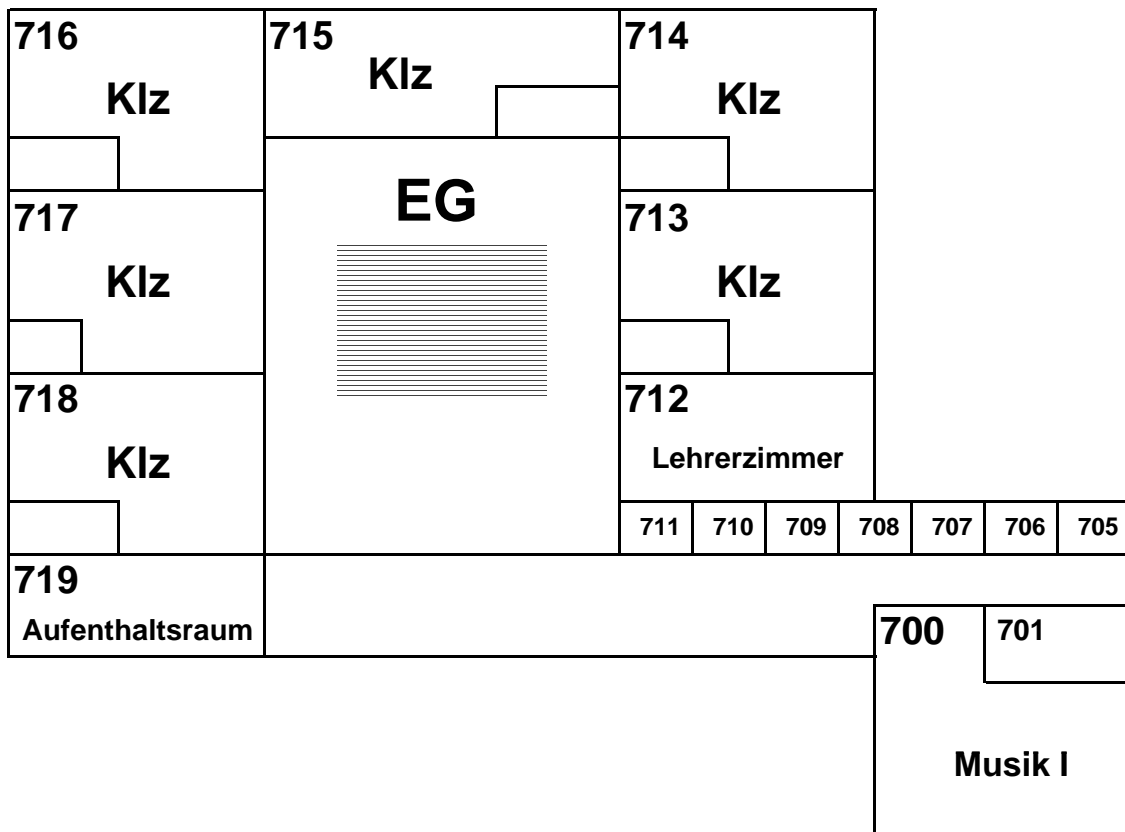 716
Klz
715
Klz
714
Klz
EG
717
Klz
713
Klz
718
Klz
712
Lehrerzimmer
711 710 709 708 707 706 705
719
Aufenthaltsraum
700 701
Musik I